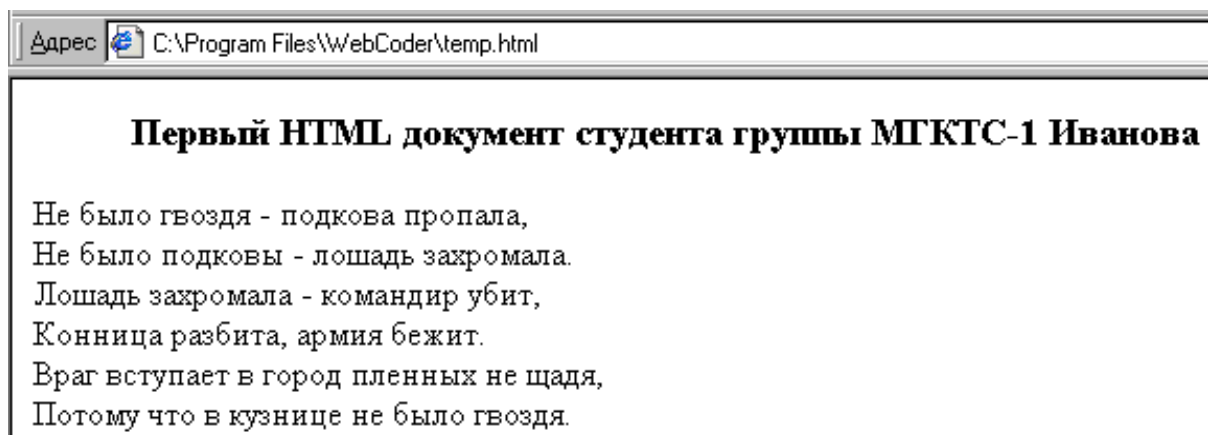 Адрес C:\Program Files\WebCoder\temp.html
Первый HTML документ студента группы МГКТС-1 Иванова
Не было гвоздя - подкова пропала,
Не было подковы - лошадь захромала.
Лошадь захромала - командир убит,
Конница разбита, армия бежит.
Враг вступает в город пленных не щадя,
Потому что в кузнице не было гвоздя.